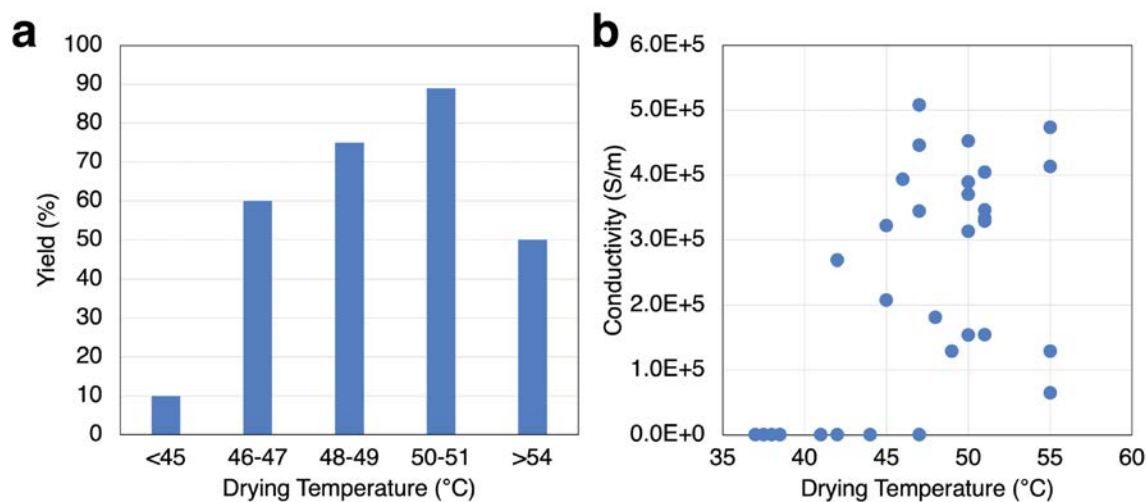 a
100
90
80
70
60
50
40
30
20
10
0
Yield (%)
<45 46-47 48-49 50-51 >54
Drying Temperature (°C)
b
6.0E+5
5.0E+5
4.0E+5
3.0E+5
2.0E+5
1.0E+5
0.0E+0
Conductivity (S/m)
35 40 45 50 55 60
Drying Temperature (°C)